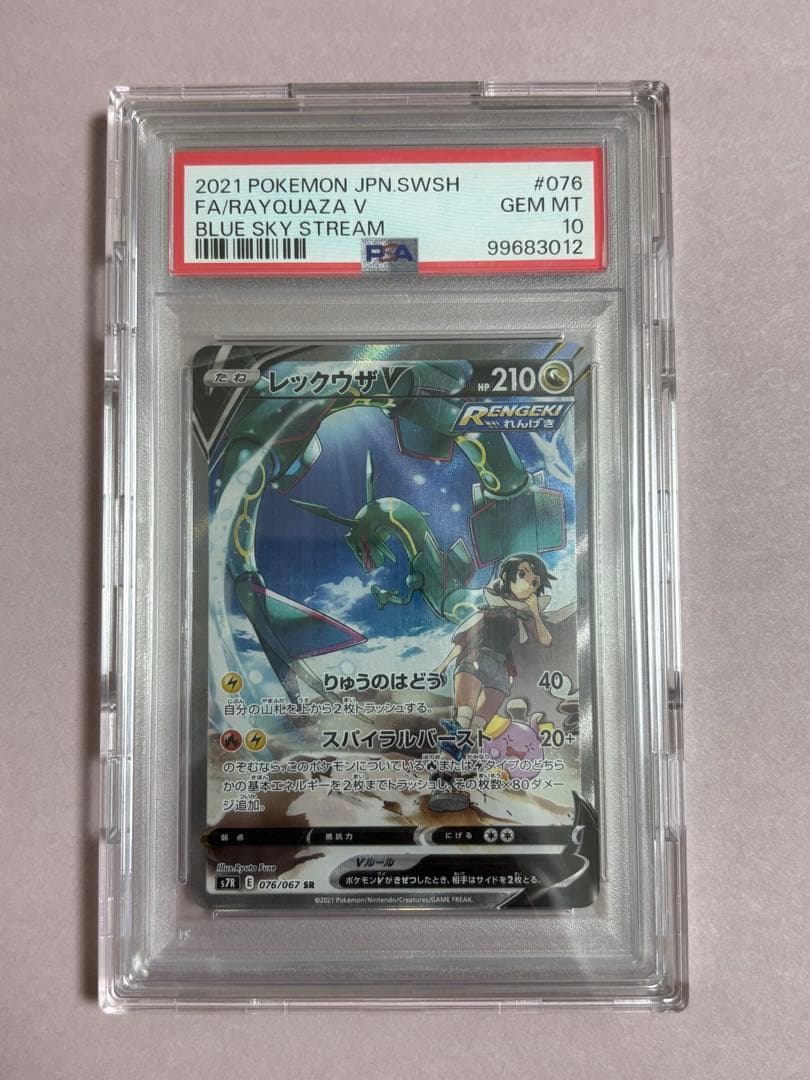 2021 POKEMON JPN.SWSH #076
FA/RAYQUAZA V GEM MT
BLUE SKY STREAM 10
PSA 99683012
たね レックウザV HP 210
RENGEKI
れんげき
りゅうのはどう 40
自分の山札を上から2枚トラッシュする。
スパイラルバースト 20+
のぞむなら、このポケモンについている または タイプのどちら
かの基本エネルギーを2枚までトラッシュし、その枚数×80ダメー
ジ追加。
弱点 抵抗力 にげる
Illus. Ryuta Fuse
Vルール
ポケモンVがきぜつしたとき、相手はサイドを2枚とる。
s7R E 076/067 SR
©2021 Pokémon/Nintendo/Creatures/GAME FREAK.